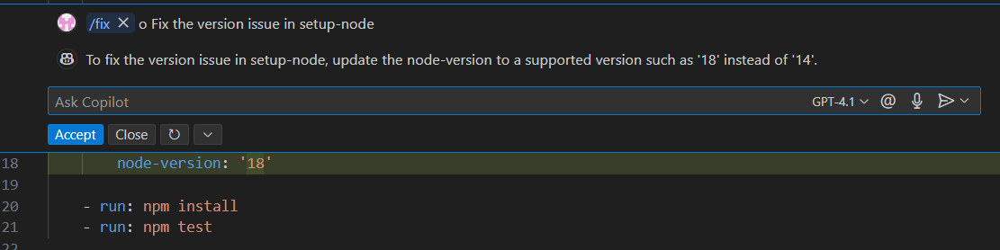 /fix × o Fix the version issue in setup-node
To fix the version issue in setup-node, update the node-version to a supported version such as '18' instead of '14'.
Ask Copilot GPT-4.1 @
Accept Close
18 node-version: '18'
19
20 - run: npm install
21 - run: npm test
22